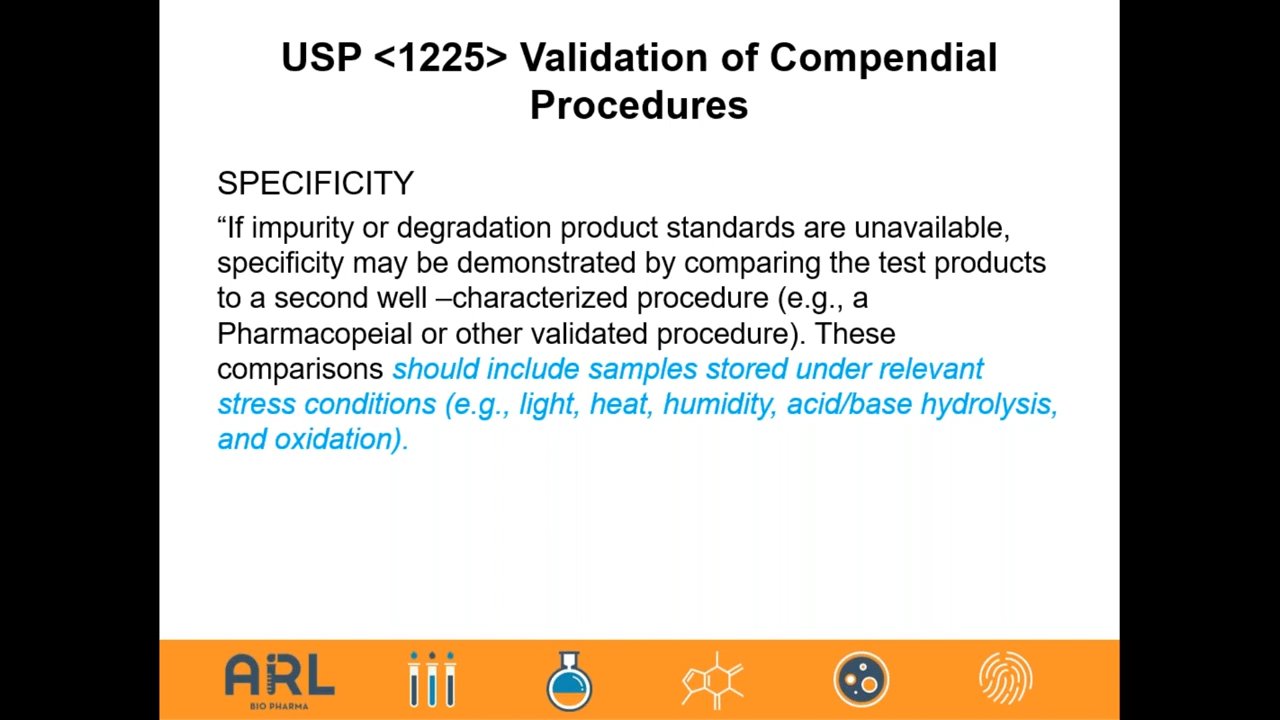 USP <1225> Validation of Compendial
Procedures
SPECIFICITY
“If impurity or degradation product standards are unavailable,
specificity may be demonstrated by comparing the test products
to a second well –characterized procedure (e.g., a
Pharmacopeial or other validated procedure). These
comparisons should include samples stored under relevant
stress conditions (e.g., light, heat, humidity, acid/base hydrolysis,
and oxidation).
ARL
BIO PHARMA